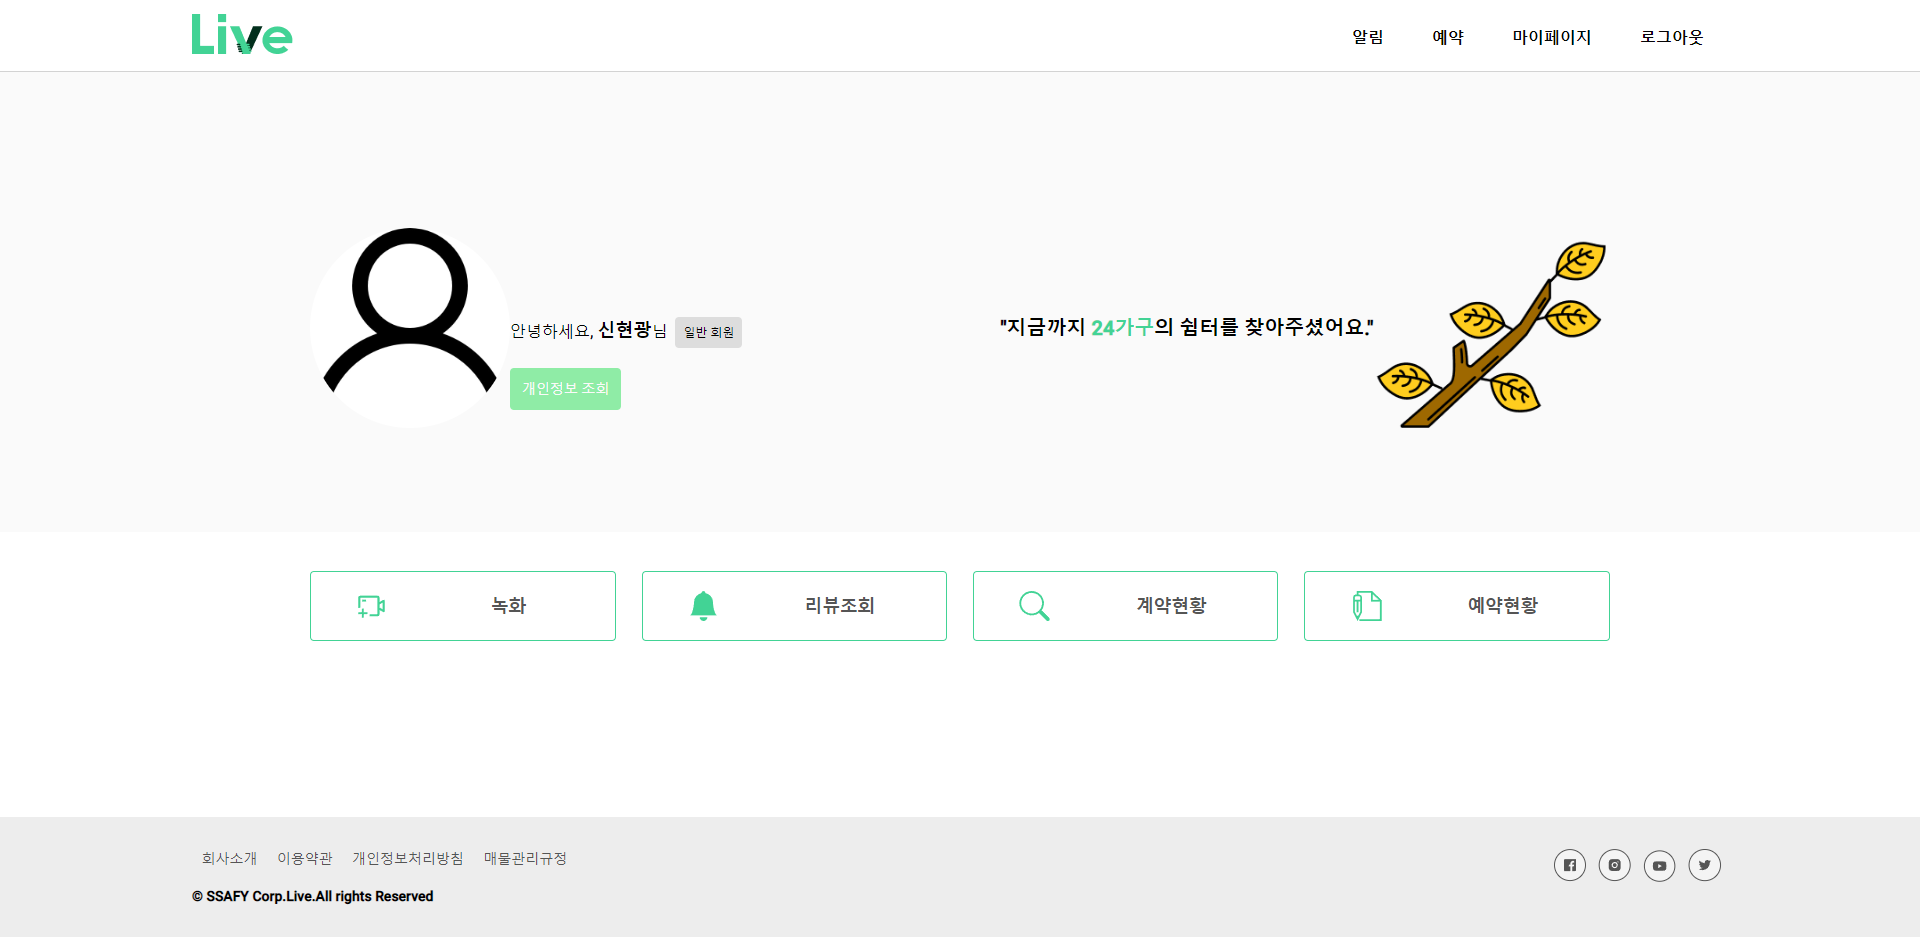 Live
알림 예약 마이페이지 로그아웃
안녕하세요, 신현광님 일반 회원
개인정보 조회
"지금까지 24가구의 쉼터를 찾아주셨어요."
녹화 리뷰조회 계약현황 예약현황
회사소개 이용약관 개인정보처리방침 매물관리규정
© SSAFY Corp.Live.All rights Reserved